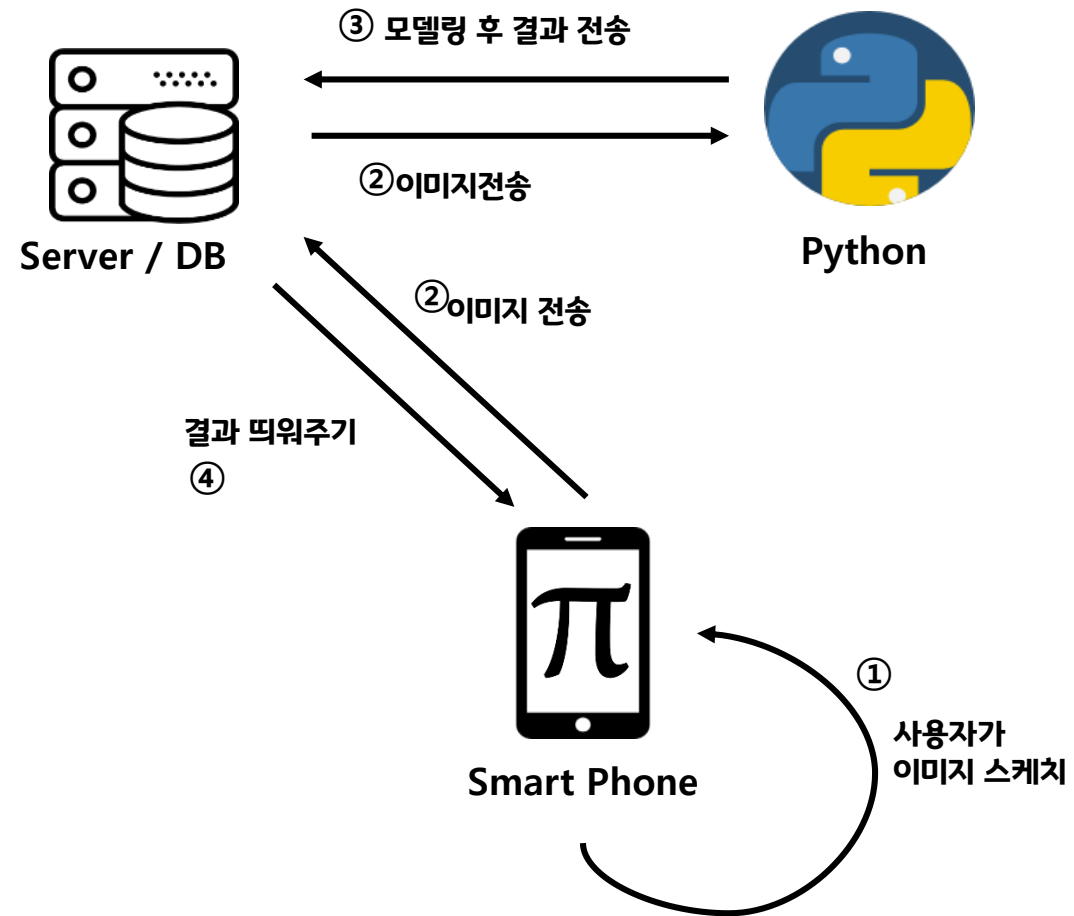 ③ 모델링 후 결과 전송
②이미지전송
Server / DB
Python
②이미지 전송
결과 띄워주기
④
π
①
사용자가
이미지 스케치
Smart Phone